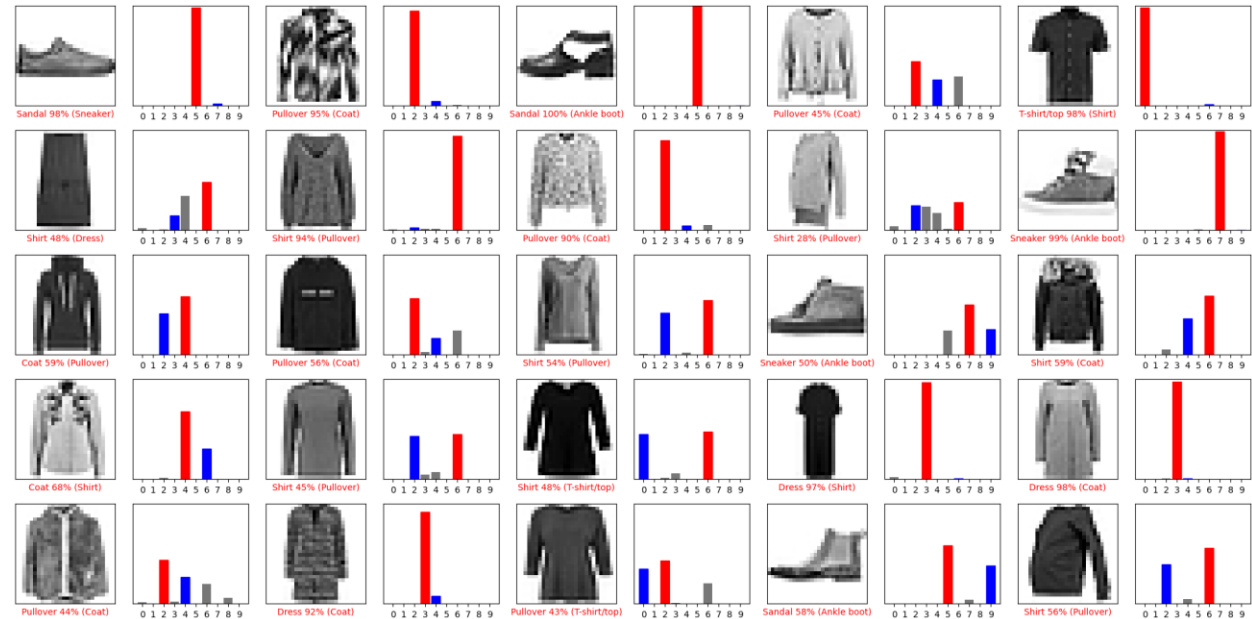 Sandal 98% (Sneaker)
0 1 2 3 4 5 6 7 8 9
Pullover 95% (Coat)
0 1 2 3 4 5 6 7 8 9
Sandal 100% (Ankle boot)
0 1 2 3 4 5 6 7 8 9
Pullover 45% (Coat)
0 1 2 3 4 5 6 7 8 9
T-shirt/top 98% (Shirt)
0 1 2 3 4 5 6 7 8 9
Shirt 48% (Dress)
0 1 2 3 4 5 6 7 8 9
Shirt 94% (Pullover)
0 1 2 3 4 5 6 7 8 9
Pullover 90% (Coat)
0 1 2 3 4 5 6 7 8 9
Shirt 28% (Pullover)
0 1 2 3 4 5 6 7 8 9
Sneaker 99% (Ankle boot)
0 1 2 3 4 5 6 7 8 9
Coat 59% (Pullover)
0 1 2 3 4 5 6 7 8 9
Pullover 56% (Coat)
0 1 2 3 4 5 6 7 8 9
Shirt 54% (Pullover)
0 1 2 3 4 5 6 7 8 9
Sneaker 50% (Ankle boot)
0 1 2 3 4 5 6 7 8 9
Shirt 59% (Coat)
0 1 2 3 4 5 6 7 8 9
Coat 68% (Shirt)
0 1 2 3 4 5 6 7 8 9
Shirt 45% (Pullover)
0 1 2 3 4 5 6 7 8 9
Shirt 48% (T-shirt/top)
0 1 2 3 4 5 6 7 8 9
Dress 97% (Shirt)
0 1 2 3 4 5 6 7 8 9
Dress 98% (Coat)
0 1 2 3 4 5 6 7 8 9
Pullover 44% (Coat)
0 1 2 3 4 5 6 7 8 9
Dress 92% (Coat)
0 1 2 3 4 5 6 7 8 9
Pullover 43% (T-shirt/top)
0 1 2 3 4 5 6 7 8 9
Sandal 58% (Ankle boot)
0 1 2 3 4 5 6 7 8 9
Shirt 56% (Pullover)
0 1 2 3 4 5 6 7 8 9